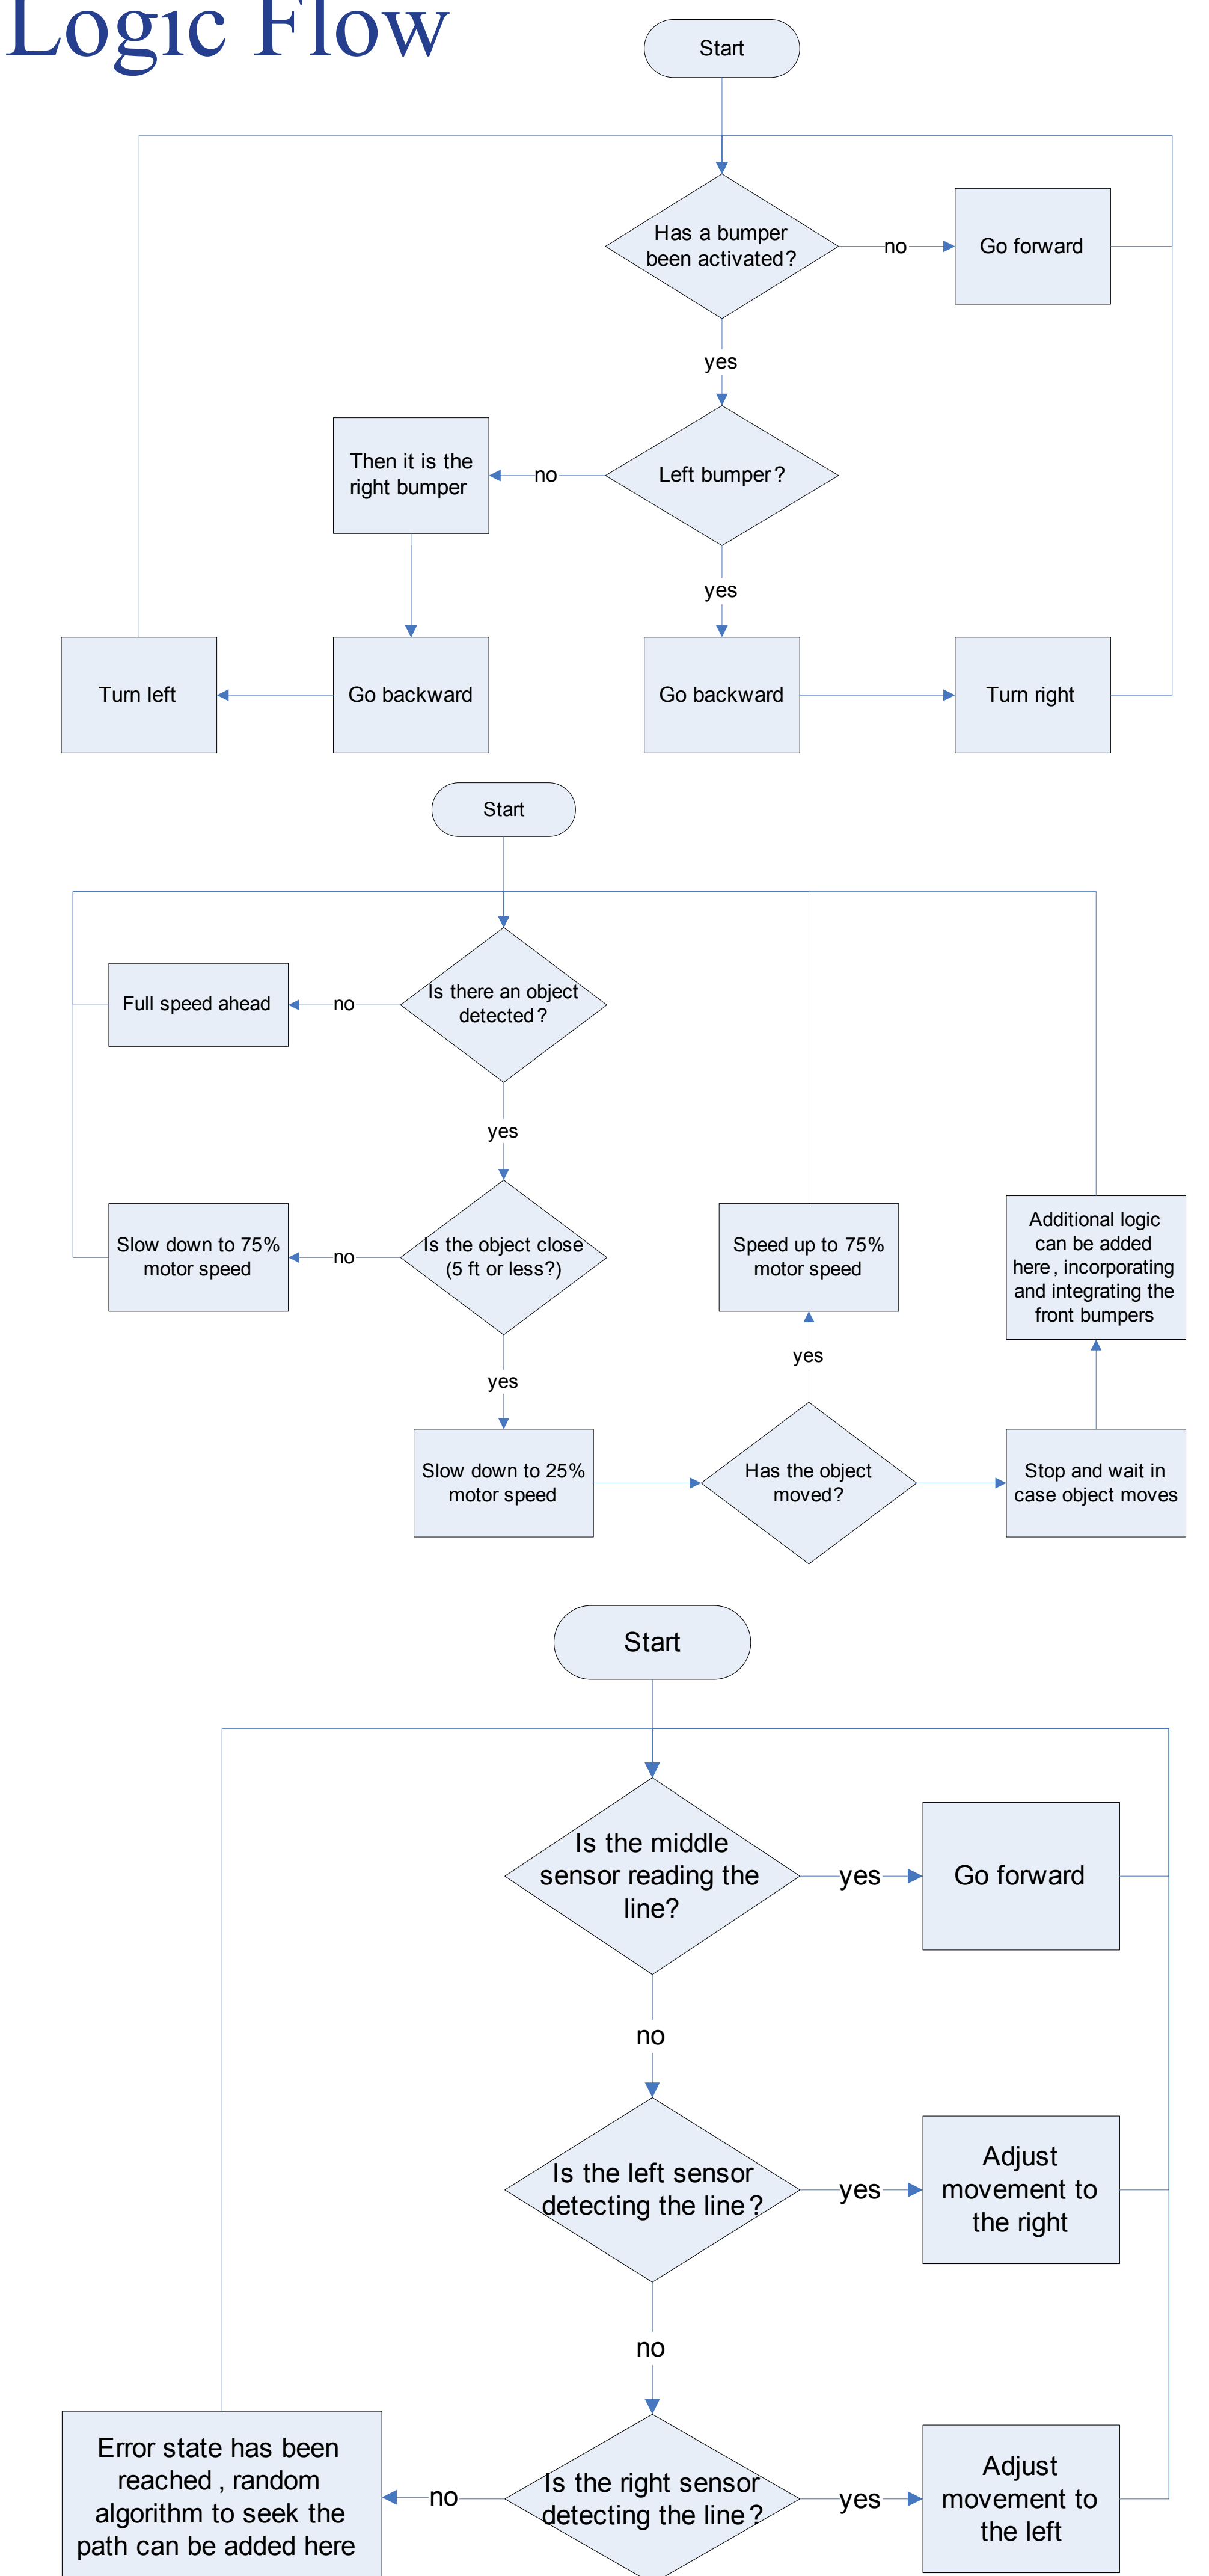 Logic Flow
Start
Has a bumper
been activated?
no
Go forward
yes
Then it is the
right bumper
no
Left bumper?
yes
Turn left
Go backward
Go backward
Turn right
Start
Full speed ahead
no
Is there an object
detected?
yes
Slow down to 75%
motor speed
no
Is the object close
(5 ft or less?)
Speed up to 75%
motor speed
Additional logic
can be added
here, incorporating
and integrating the
front bumpers
yes
yes
Slow down to 25%
motor speed
Has the object
moved?
Stop and wait in
case object moves
Start
Is the middle
sensor reading the
line?
yes
Go forward
no
Is the left sensor
detecting the line?
yes
Adjust
movement to
the right
no
Error state has been
reached, random
algorithm to seek the
path can be added here
no
Is the right sensor
detecting the line?
yes
Adjust
movement to
the left